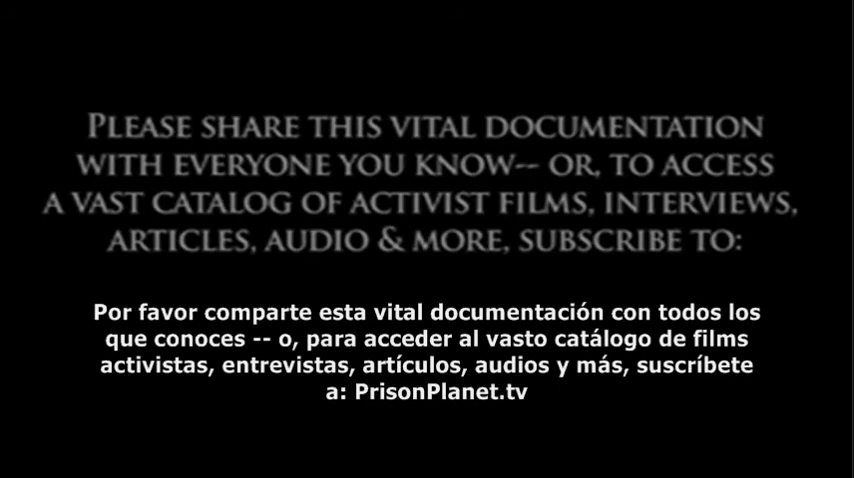 PLEASE SHARE THIS VITAL DOCUMENTATION
WITH EVERYONE YOU KNOW-- OR, TO ACCESS
A VAST CATALOG OF ACTIVIST FILMS, INTERVIEWS,
ARTICLES, AUDIO & MORE, SUBSCRIBE TO:
Por favor comparte esta vital documentación con todos los
que conoces -- o, para acceder al vasto catálogo de films
activistas, entrevistas, artículos, audios y más, suscríbete
a: PrisonPlanet.tv